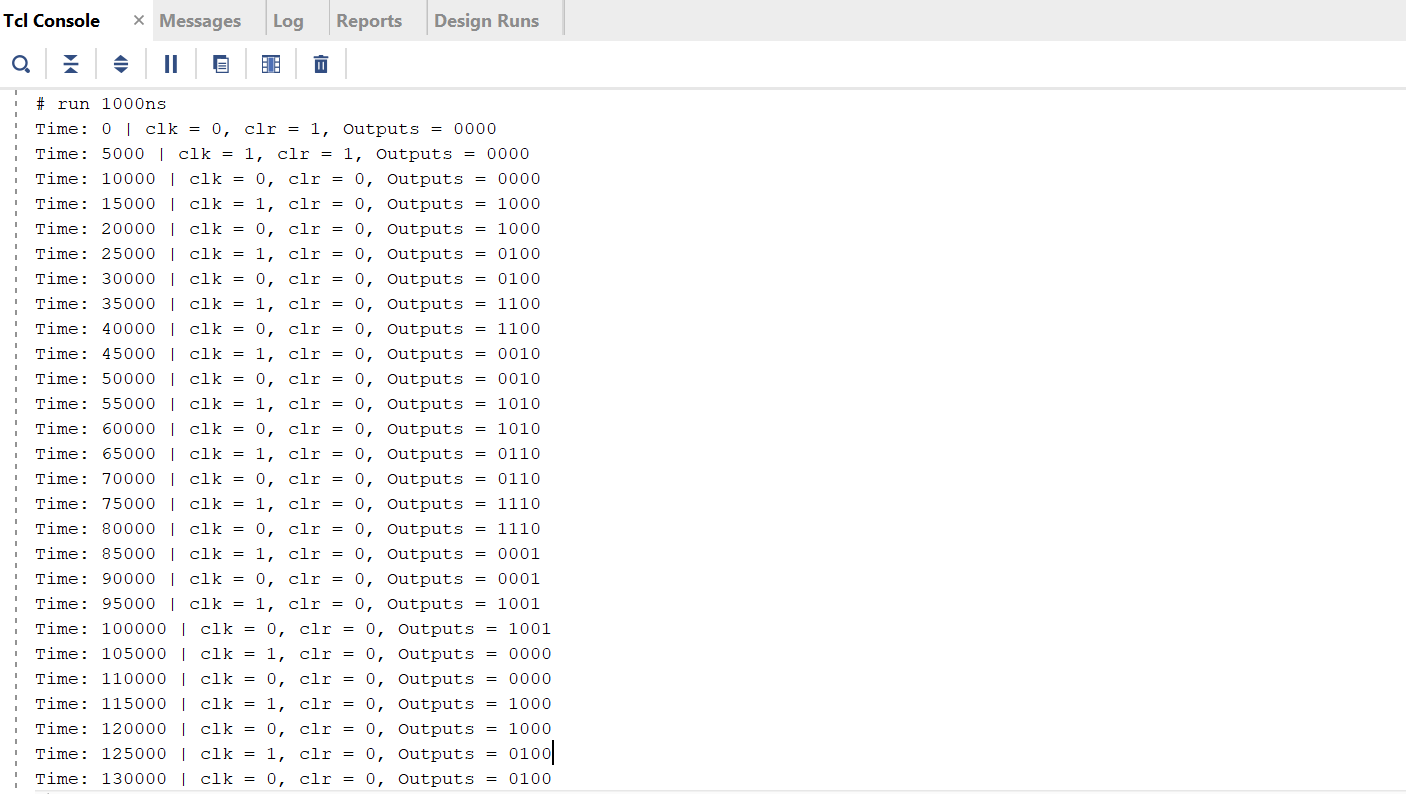 Tcl Console × Messages Log Reports Design Runs
# run 1000ns
Time: 0 | clk = 0, clr = 1, Outputs = 0000
Time: 5000 | clk = 1, clr = 1, Outputs = 0000
Time: 10000 | clk = 0, clr = 0, Outputs = 0000
Time: 15000 | clk = 1, clr = 0, Outputs = 1000
Time: 20000 | clk = 0, clr = 0, Outputs = 1000
Time: 25000 | clk = 1, clr = 0, Outputs = 0100
Time: 30000 | clk = 0, clr = 0, Outputs = 0100
Time: 35000 | clk = 1, clr = 0, Outputs = 1100
Time: 40000 | clk = 0, clr = 0, Outputs = 1100
Time: 45000 | clk = 1, clr = 0, Outputs = 0010
Time: 50000 | clk = 0, clr = 0, Outputs = 0010
Time: 55000 | clk = 1, clr = 0, Outputs = 1010
Time: 60000 | clk = 0, clr = 0, Outputs = 1010
Time: 65000 | clk = 1, clr = 0, Outputs = 0110
Time: 70000 | clk = 0, clr = 0, Outputs = 0110
Time: 75000 | clk = 1, clr = 0, Outputs = 1110
Time: 80000 | clk = 0, clr = 0, Outputs = 1110
Time: 85000 | clk = 1, clr = 0, Outputs = 0001
Time: 90000 | clk = 0, clr = 0, Outputs = 0001
Time: 95000 | clk = 1, clr = 0, Outputs = 1001
Time: 100000 | clk = 0, clr = 0, Outputs = 1001
Time: 105000 | clk = 1, clr = 0, Outputs = 0000
Time: 110000 | clk = 0, clr = 0, Outputs = 0000
Time: 115000 | clk = 1, clr = 0, Outputs = 1000
Time: 120000 | clk = 0, clr = 0, Outputs = 1000
Time: 125000 | clk = 1, clr = 0, Outputs = 0100
Time: 130000 | clk = 0, clr = 0, Outputs = 0100